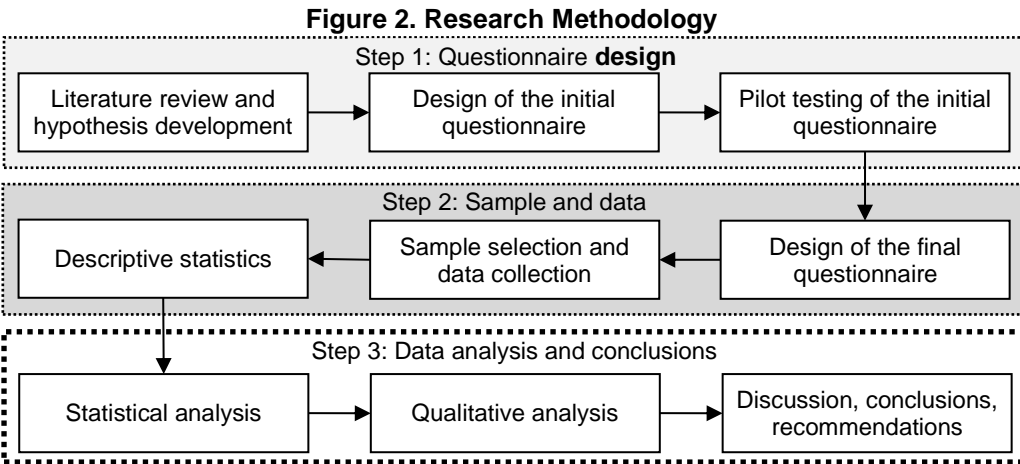 Figure 2. Research Methodology
Step 1: Questionnaire design
Literature review and
hypothesis development
Design of the initial
questionnaire
Pilot testing of the initial
questionnaire
Step 2: Sample and data
Descriptive statistics
Sample selection and
data collection
Design of the final
questionnaire
Step 3: Data analysis and conclusions
Statistical analysis
Qualitative analysis
Discussion, conclusions,
recommendations